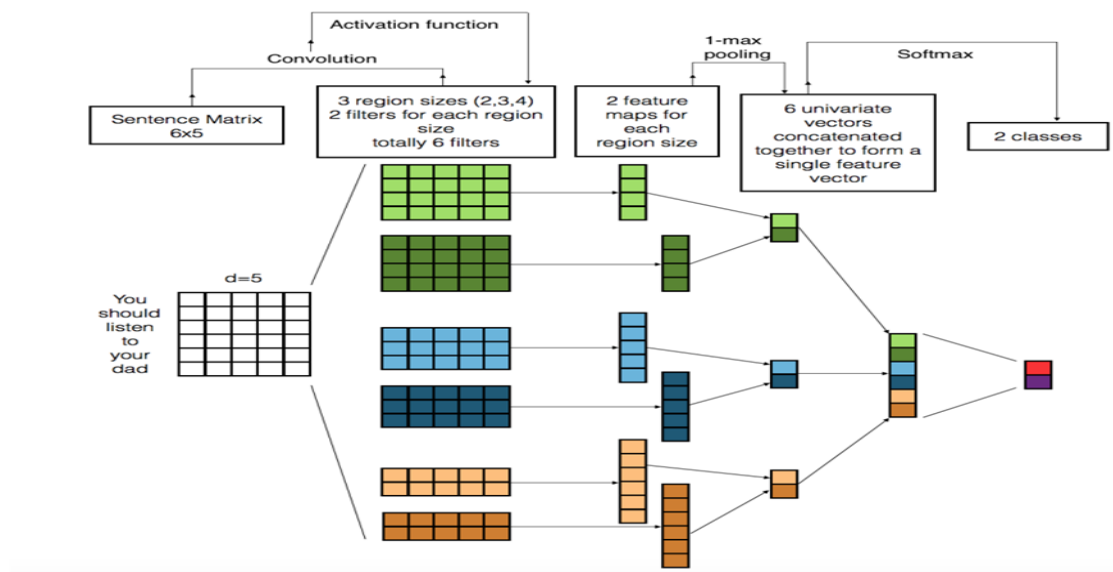 Activation function
Convolution
1-max
pooling
Softmax
Sentence Matrix
6x5
3 region sizes (2,3,4)
2 filters for each region
size
totally 6 filters
2 feature
maps for
each
region size
6 univariate
vectors
concatenated
together to form a
single feature
vector
2 classes
d=5
You
should
listen
to
your
dad